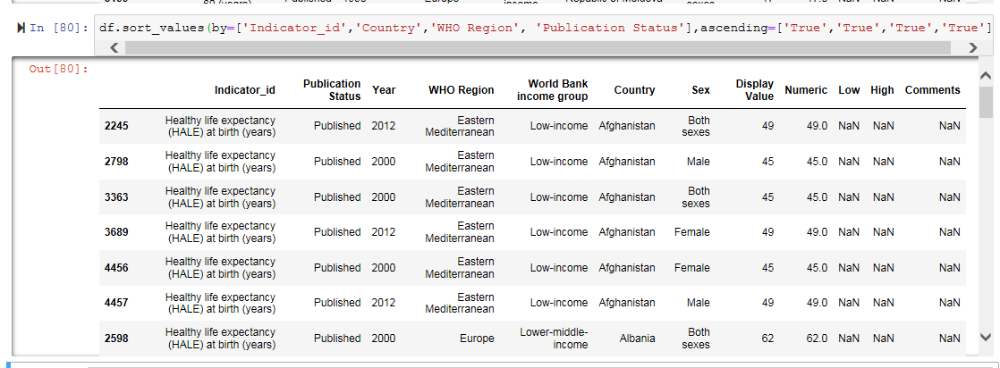 In [80]: df.sort_values(by=['Indicator_id','Country','WHO Region', 'Publication Status'],ascending=['True','True','True','True']
Out[80]:
Indicator_id Publication Status Year WHO Region World Bank income group Country Sex Display Value Numeric Low High Comments
2245 Healthy life expectancy (HALE) at birth (years) Published 2012 Eastern Mediterranean Low-income Afghanistan Both sexes 49 49.0 NaN NaN NaN
2798 Healthy life expectancy (HALE) at birth (years) Published 2000 Eastern Mediterranean Low-income Afghanistan Male 45 45.0 NaN NaN NaN
3363 Healthy life expectancy (HALE) at birth (years) Published 2000 Eastern Mediterranean Low-income Afghanistan Both sexes 45 45.0 NaN NaN NaN
3689 Healthy life expectancy (HALE) at birth (years) Published 2012 Eastern Mediterranean Low-income Afghanistan Female 49 49.0 NaN NaN NaN
4456 Healthy life expectancy (HALE) at birth (years) Published 2000 Eastern Mediterranean Low-income Afghanistan Female 45 45.0 NaN NaN NaN
4457 Healthy life expectancy (HALE) at birth (years) Published 2012 Eastern Mediterranean Low-income Afghanistan Male 49 49.0 NaN NaN NaN
2598 Healthy life expectancy (HALE) at birth (years) Published 2000 Europe Lower-middle-income Albania Both sexes 62 62.0 NaN NaN NaN